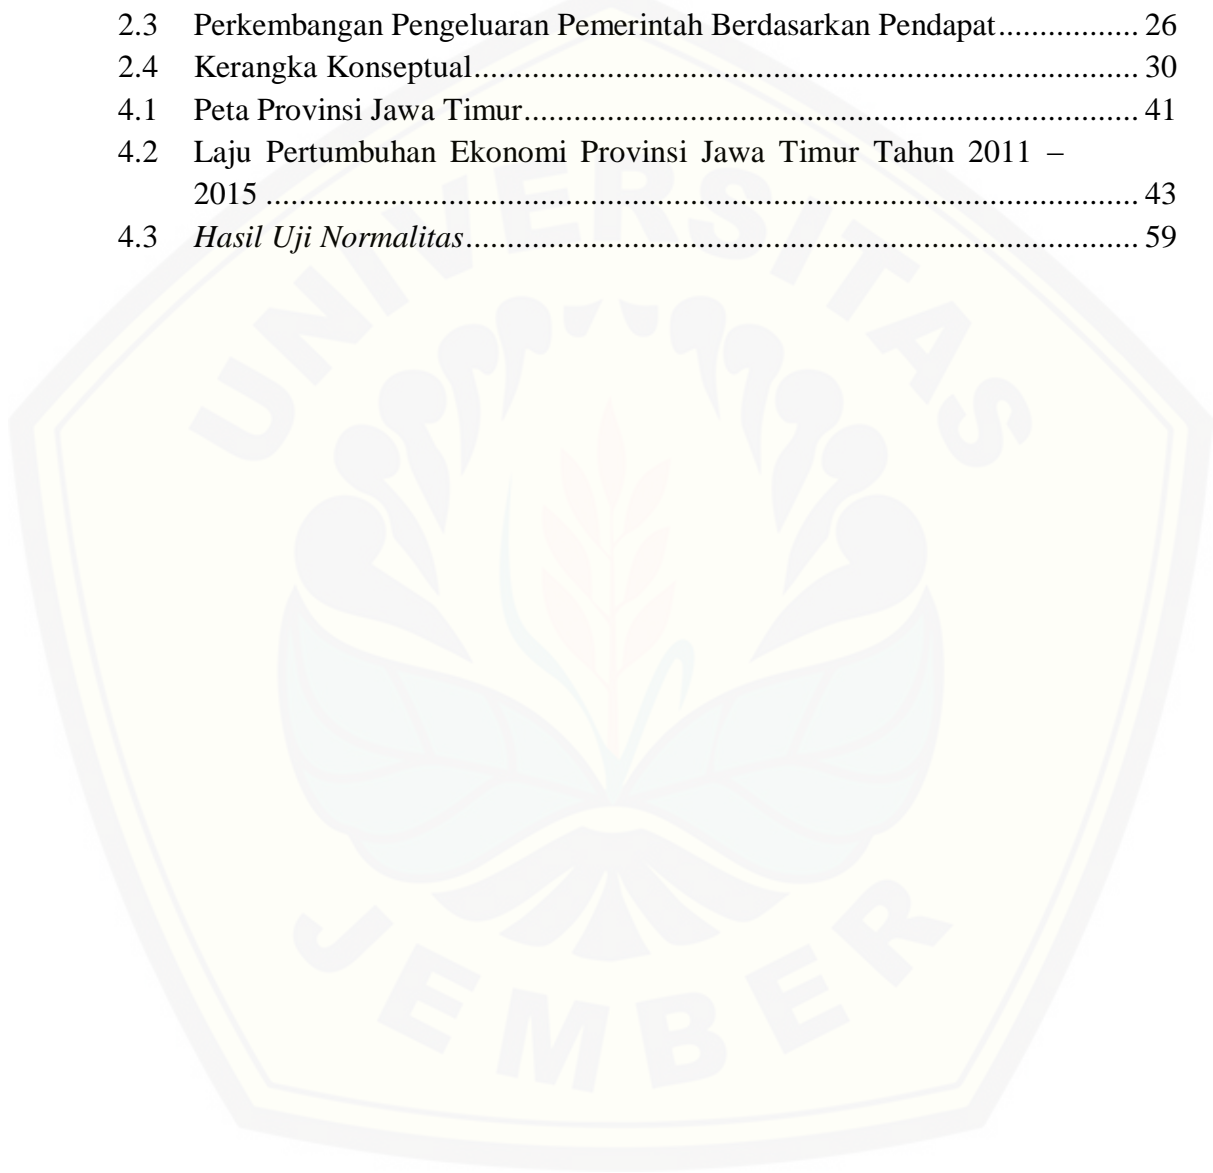 2.3 Perkembangan Pengeluaran Pemerintah Berdasarkan Pendapat................ 26
2.4 Kerangka Konseptual.................................................................................... 30
4.1 Peta Provinsi Jawa Timur.............................................................................. 41
4.2 Laju Pertumbuhan Ekonomi Provinsi Jawa Timur Tahun 2011 –
2015 ............................................................................................................... 43
4.3 Hasil Uji Normalitas..................................................................................... 59
UNIVERSITAS
JEMBER